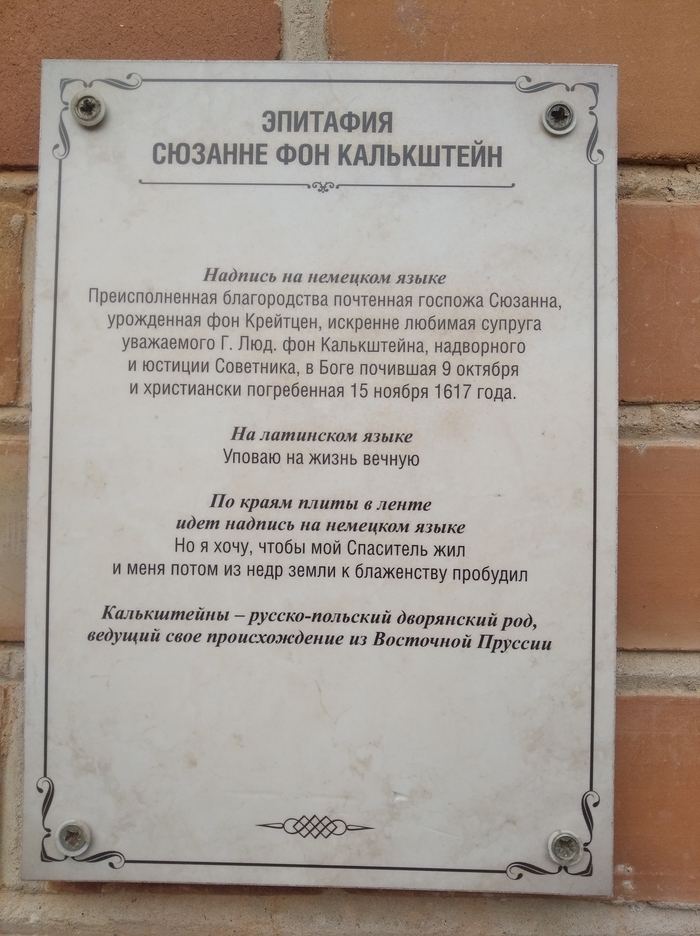 ЭПИТАФИЯ
СЮЗАННЕ ФОН КАЛЬКШТЕЙН
Надпись на немецком языке
Преисполненная благородства почтенная госпожа Сюзанна,
урожденная фон Крейтцен, искренне любимая супруга
уважаемого Г. Люд. фон Калькштейна, надворного
и юстиции Советника, в Боге почившая 9 октября
и христиански погребенная 15 ноября 1617 года.
На латинском языке
Уповаю на жизнь вечную
По краям плиты в ленте
идет надпись на немецком языке
Но я хочу, чтобы мой Спаситель жил
и меня потом из недр земли к блаженству пробудил
Калькштейны – русско-польский дворянский род,
ведущий свое происхождение из Восточной Пруссии